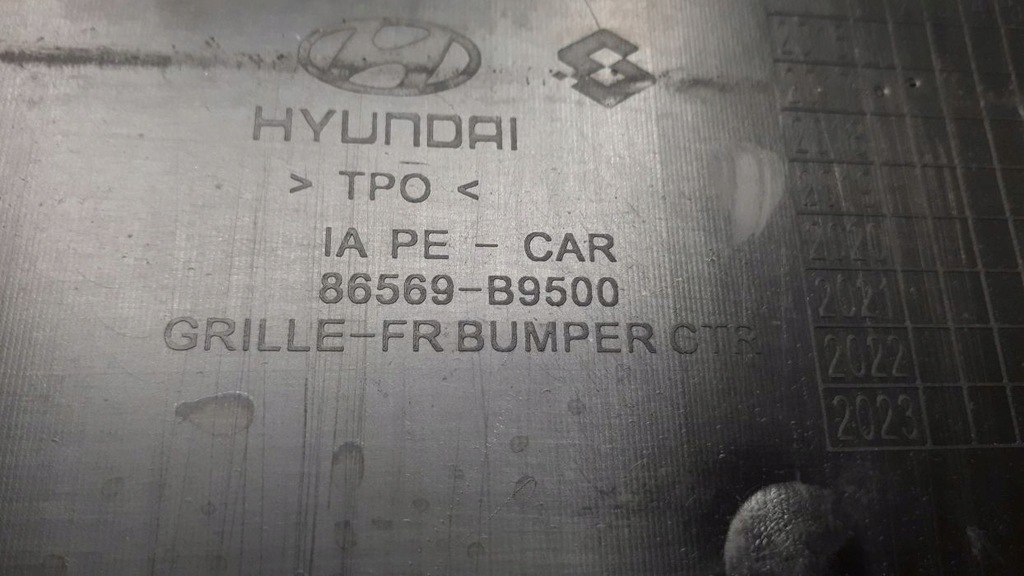 HYUNDAI
> TPO <
IA PE - CAR
86569-B9500
GRILLE-FR BUMPER CTR
2020
2021
2022
2023